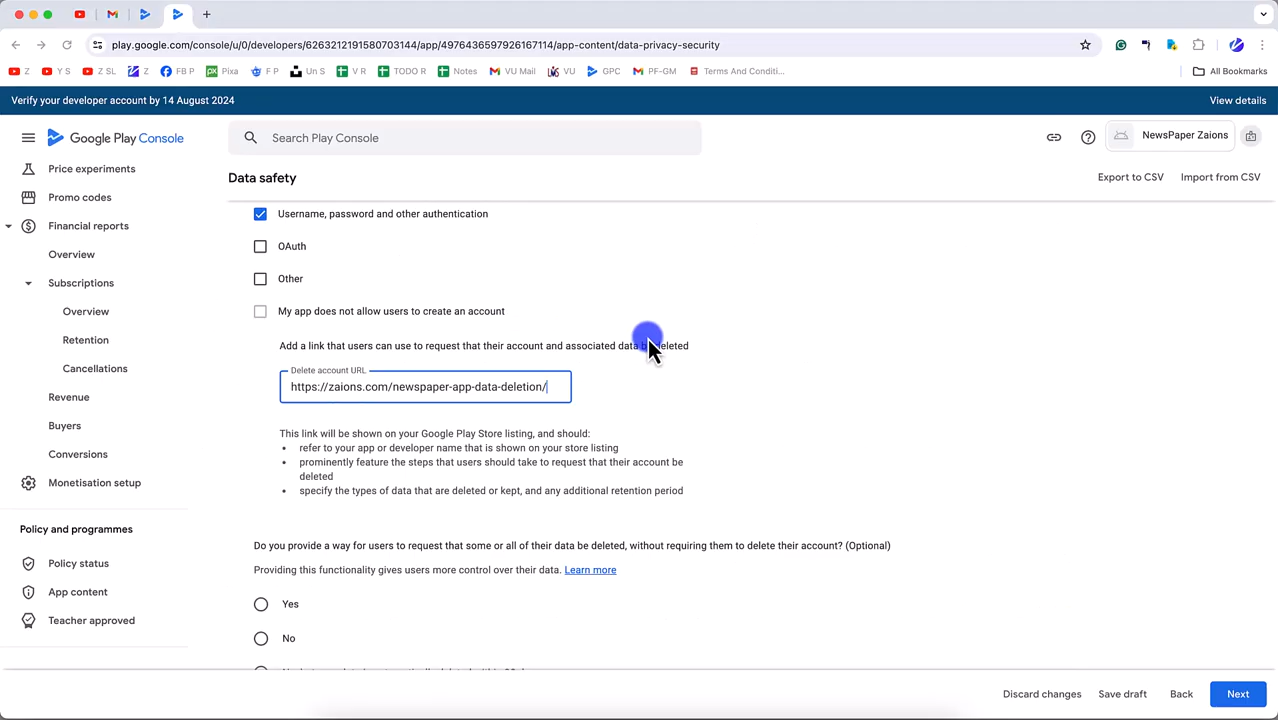 play.google.com/console/u/0/developers/6263212191580703144/app/4976436597926167114/app-content/data-privacy-security
Z
Y S
Z SL
Z
FB P
Pixa
F P
Un S
V R
TODO R
Notes
VU Mail
VU
GPC
PF-GM
Terms And Conditi...
All Bookmarks
Verify your developer account by 14 August 2024
View details
Google Play Console
Search Play Console
NewsPaper Zaions
Data safety
Export to CSV
Import from CSV
Price experiments
Promo codes
Financial reports
Overview
Subscriptions
Overview
Retention
Cancellations
Revenue
Buyers
Conversions
Monetisation setup
Policy and programmes
Policy status
App content
Teacher approved
Username, password and other authentication
OAuth
Other
My app does not allow users to create an account
Add a link that users can use to request that their account and associated data be deleted
Delete account URL
https://zaions.com/newspaper-app-data-deletion/
This link will be shown on your Google Play Store listing, and should:
• refer to your app or developer name that is shown on your store listing
• prominently feature the steps that users should take to request that their account be
deleted
• specify the types of data that are deleted or kept, and any additional retention period
Do you provide a way for users to request that some or all of their data be deleted, without requiring them to delete their account? (Optional)
Providing this functionality gives users more control over their data. Learn more
Yes
No
Discard changes
Save draft
Back
Next